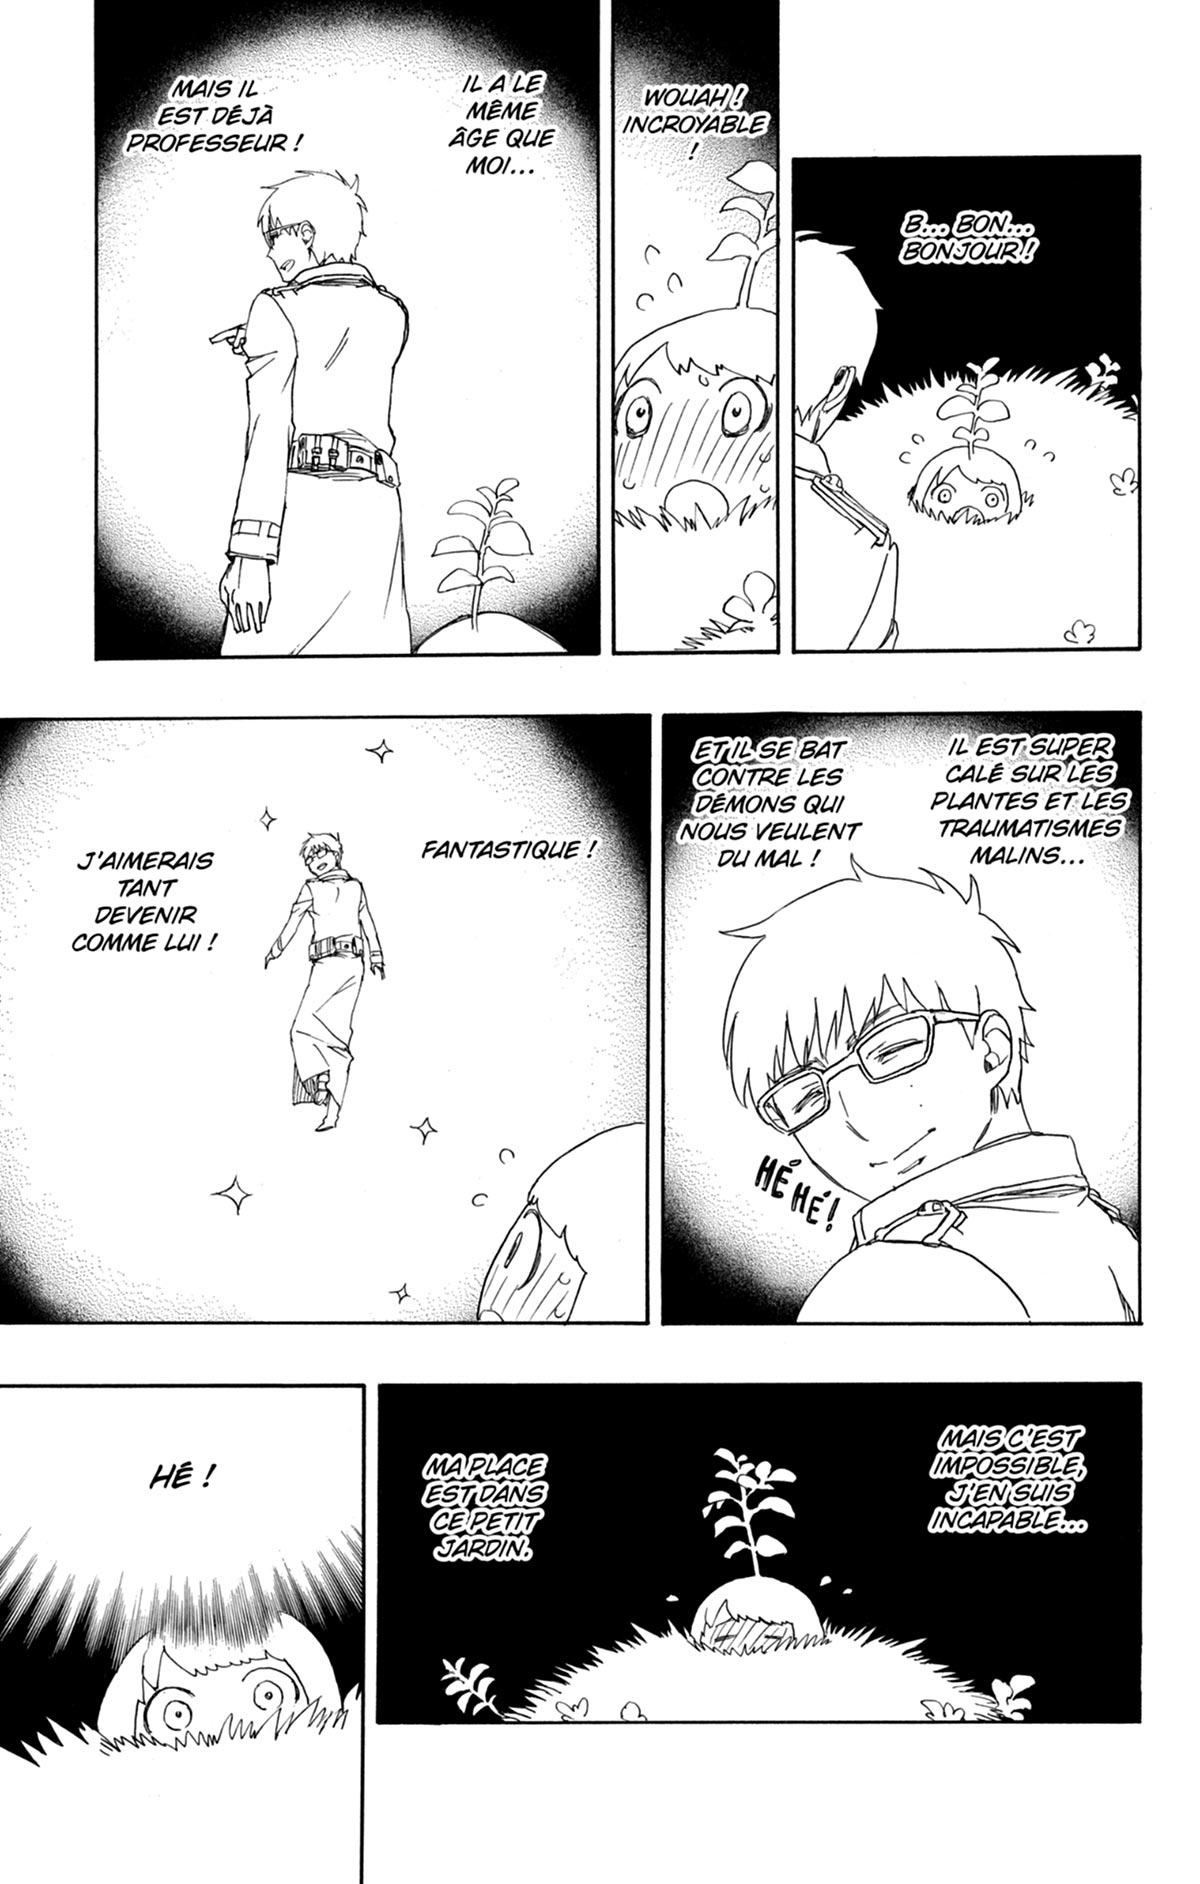 B... BON...
BONJOUR !
WOUAH !
INCROYABLE
!
IL A LE
MÊME
ÂGE QUE
MOI...
MAIS IL
EST DÉJÀ
PROFESSEUR !
IL EST SUPER
CALÉ SUR LES
PLANTES ET LES
TRAUMATISMES
MALINS...
ET IL SE BAT
CONTRE LES
DÉMONS QUI
NOUS VEULENT
DU MAL !
HÉ HÉ !
FANTASTIQUE !
J'AIMERAIS
TANT
DEVENIR
COMME LUI !
MAIS C'EST
IMPOSSIBLE,
J'EN SUIS
INCAPABLE...
MA PLACE
EST DANS
CE PETIT
JARDIN.
HÉ !